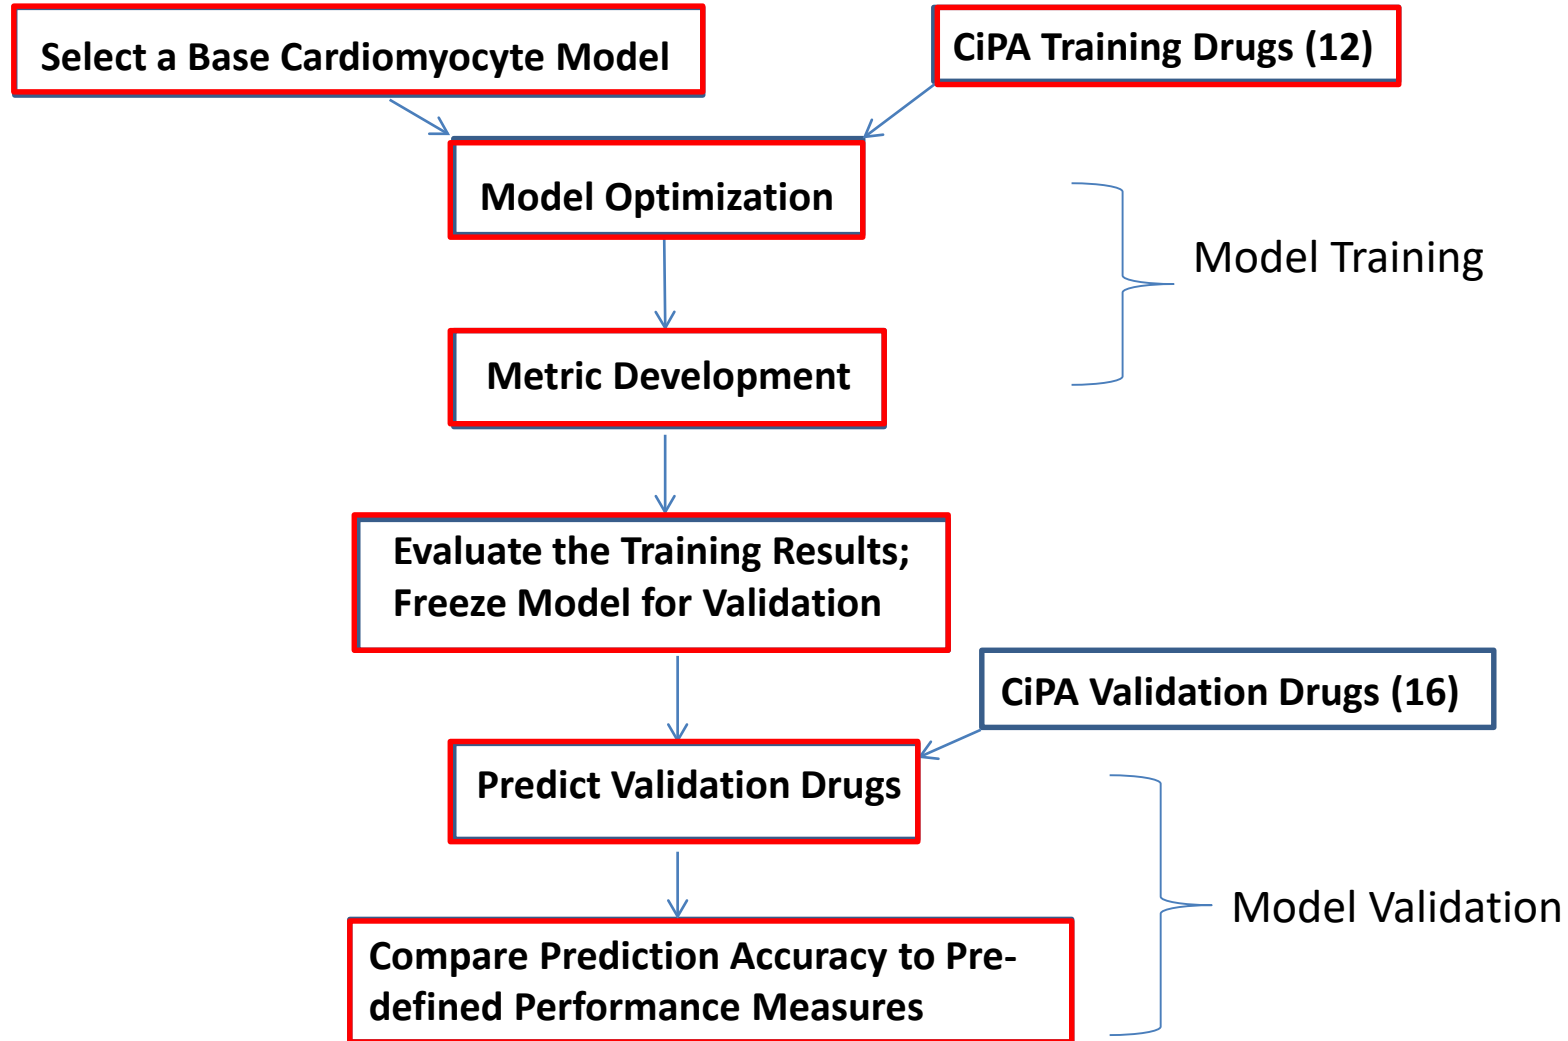 Select a Base Cardiomyocyte Model
CiPA Training Drugs (12)
Model Optimization
Model Training
Metric Development
Evaluate the Training Results;
Freeze Model for Validation
CiPA Validation Drugs (16)
Predict Validation Drugs
Model Validation
Compare Prediction Accuracy to Pre-
defined Performance Measures